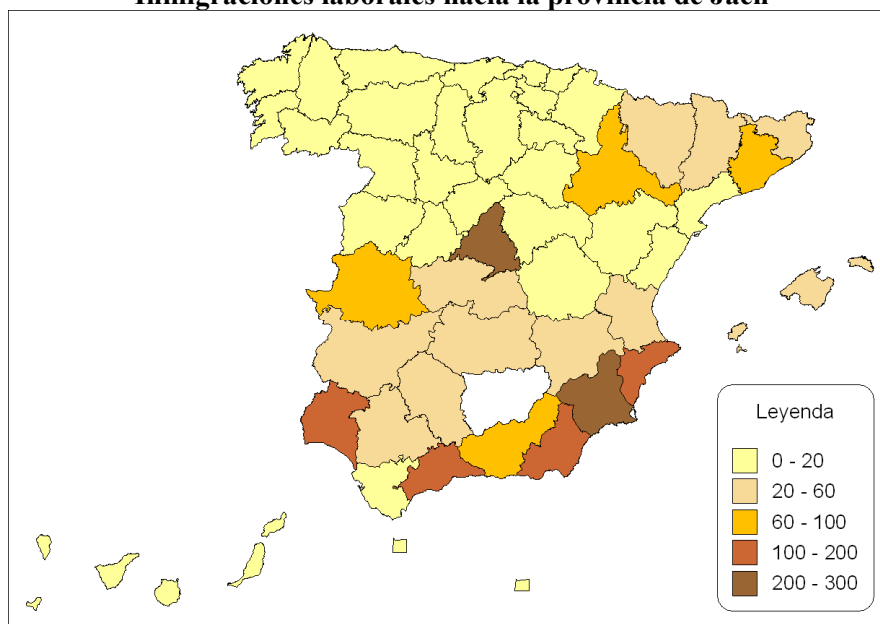 Inmigraciones laborales hacia la provincia de Jaén
Leyenda
0 - 20
20 - 60
60 - 100
100 - 200
200 - 300